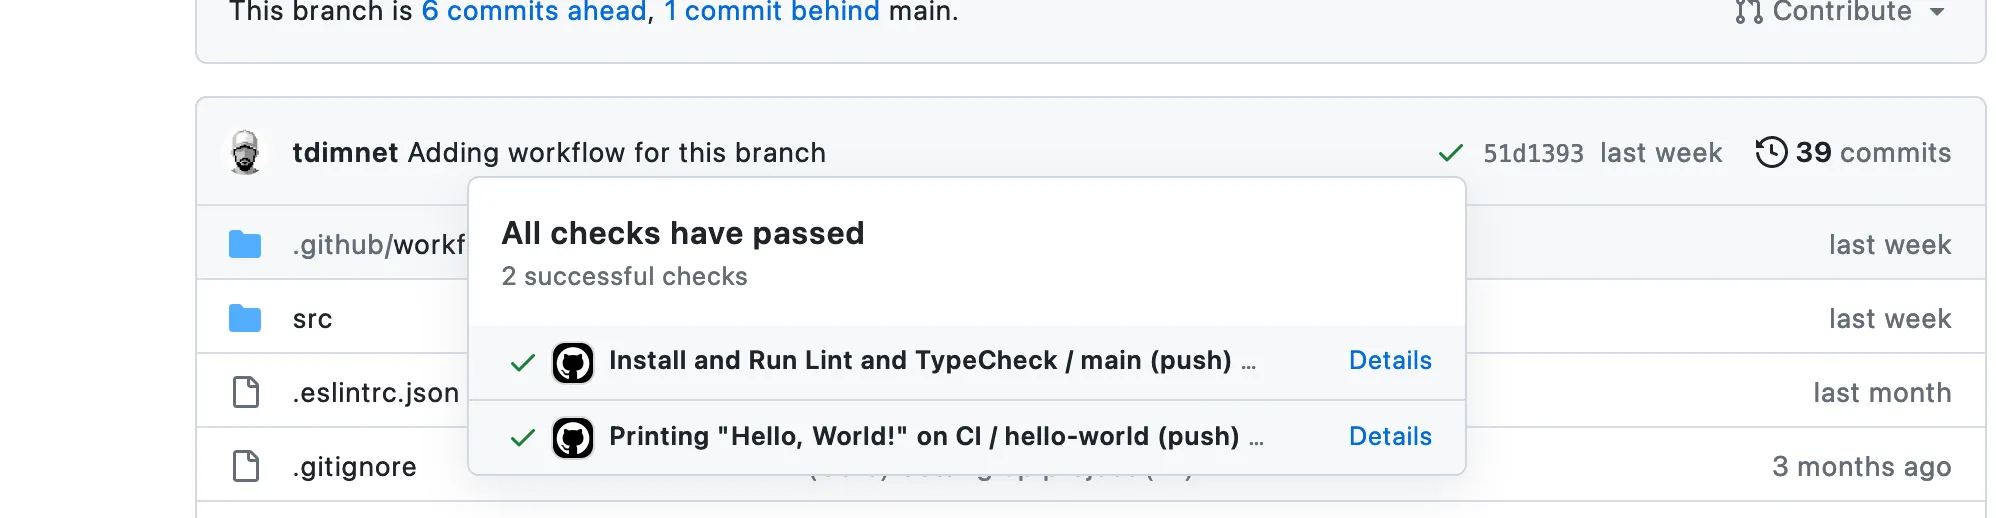 This branch is 6 commits ahead, 1 commit behind main.
Contribute
tdimnet Adding workflow for this branch
51d1393 last week 39 commits
All checks have passed
2 successful checks
.github/workf
last week
src
last week
Install and Run Lint and TypeCheck / main (push) ...
Details
.eslintrc.json
last month
Printing "Hello, World!" on CI / hello-world (push) ...
Details
.gitignore
3 months ago